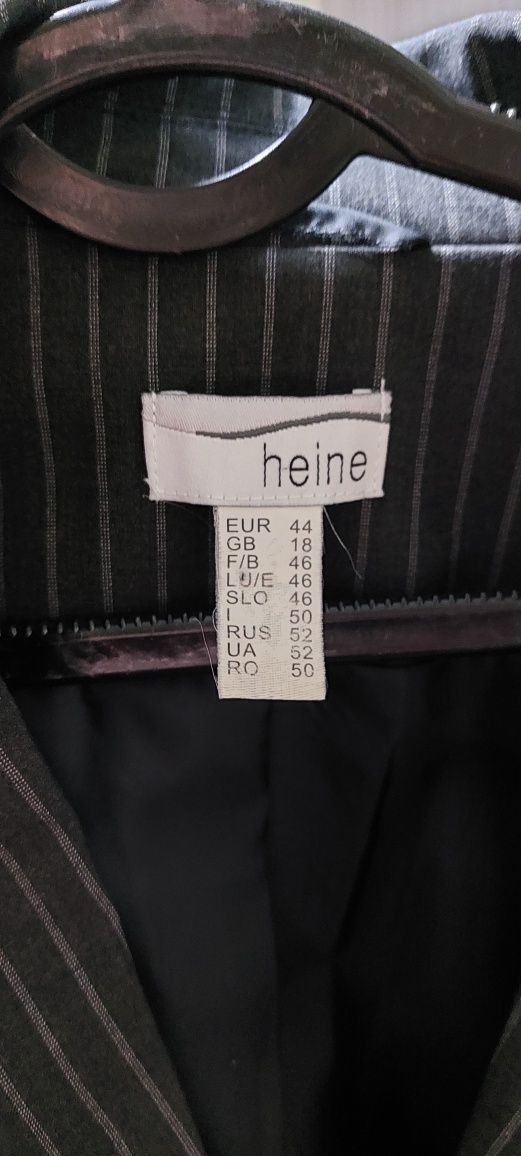 heine
EUR 44
GB 18
F/B 46
LU/E 46
SLO 46
I 50
RUS 52
UA 52
RO 50